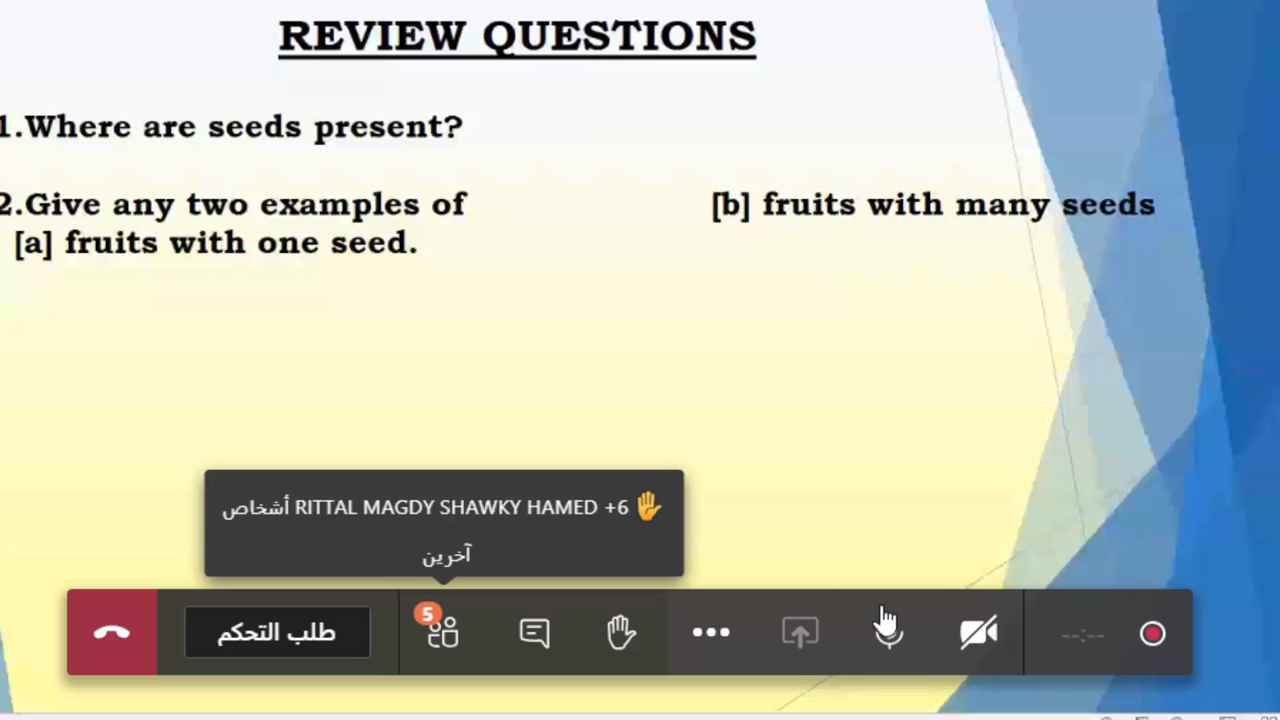 REVIEW QUESTIONS
1.Where are seeds present?
2.Give any two examples of [b] fruits with many seeds
[a] fruits with one seed.
✋ RITTAL MAGDY SHAWKY HAMED +6 أشخاص
آخرين
5
طلب التحكم
--:--